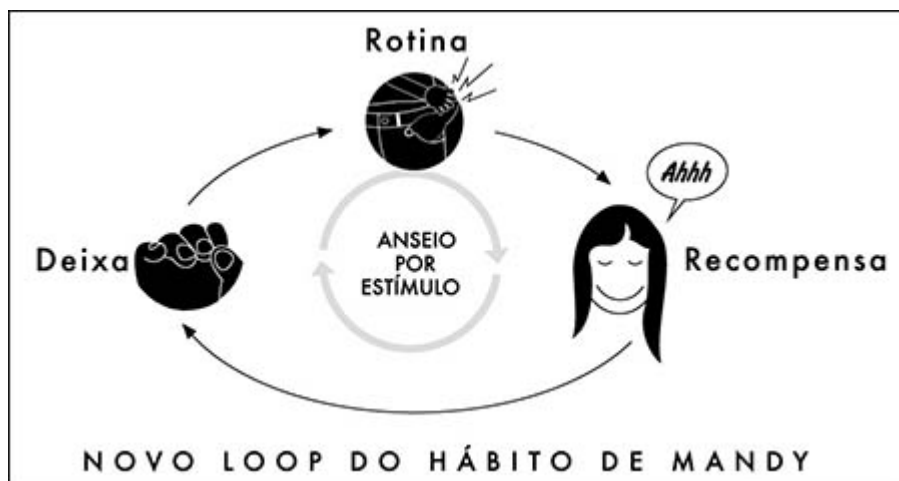 Rotina
Ahhh
Deixa
ANSEIO
POR
ESTÍMULO
Recompensa
NOVO LOOP DO HÁBITO DE MANDY